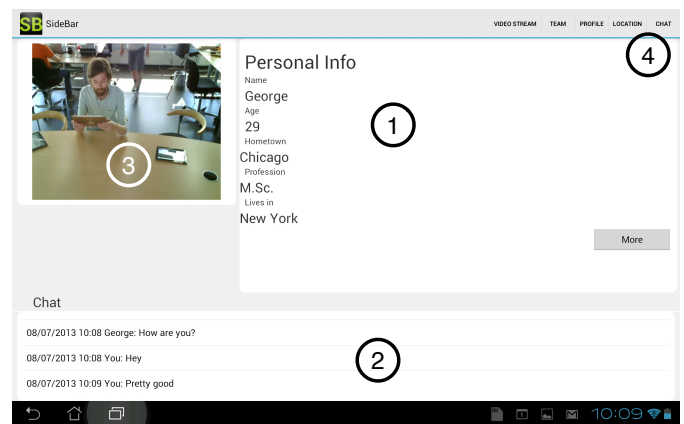 SB SideBar
VIDEO STREAM TEAM PROFILE LOCATION CHAT
4
Personal Info
Name
George
Age
29
Hometown
Chicago
Profession
M.Sc.
Lives in
New York
1
3
More
Chat
08/07/2013 10:08 George: How are you?
08/07/2013 10:08 You: Hey
08/07/2013 10:09 You: Pretty good
2
1
10:09